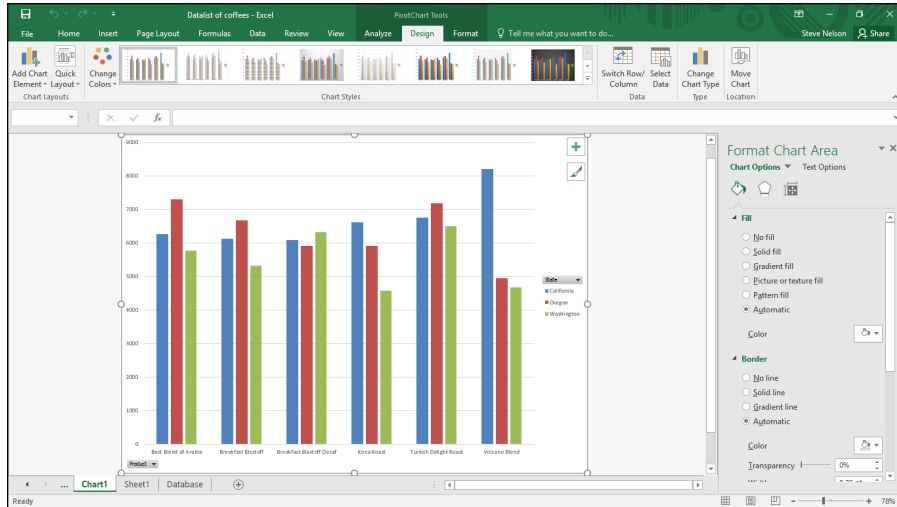 Datalist of coffees - Excel
PivotChart Tools
File Home Insert Page Layout Formulas Data Review View Analyze Design Format Tell me what you want to do... Steve Nelson Share
Add Chart Element
Quick Layout
Change Colors
Switch Row/ Column
Select Data
Change Chart Type
Move Chart
Chart Layouts Chart Styles Data Type Location
fx
9000
8000
7000
6000
5000
4000
3000
2000
1000
0
Best Blend of Arabia Breakfast Blastoff Breakfast Blastoff Decaf Kona Koast Turkish Delight Roast Volcano Blend
Product
State
California
Oregon
Washington
Format Chart Area
Chart Options Text Options
Fill
No fill
Solid fill
Gradient fill
Picture or texture fill
Pattern fill
Automatic
Color
Border
No line
Solid line
Gradient line
Automatic
Color
Transparency 0%
... Chart1 Sheet1 Database
Ready
78%